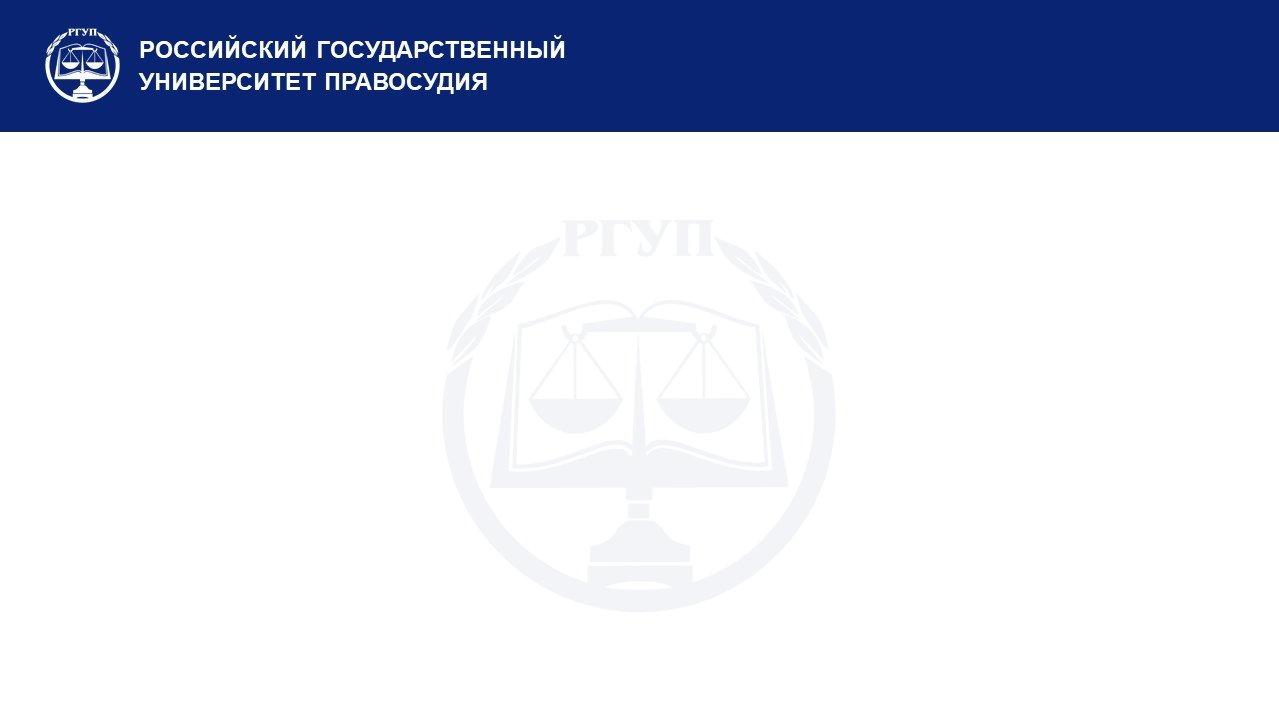 РГУП
РОССИЙСКИЙ ГОСУДАРСТВЕННЫЙ
УНИВЕРСИТЕТ ПРАВОСУДИЯ
РГУП